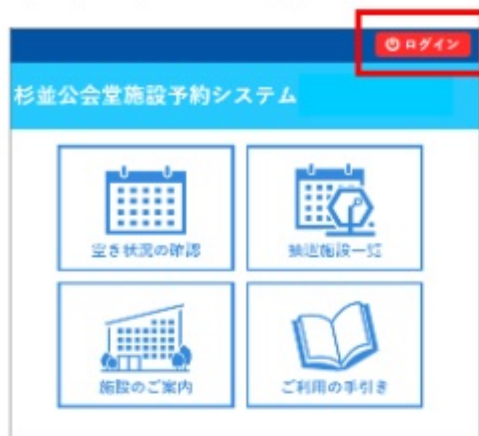 ログイン
杉並公会堂施設予約システム
空き状況の確認
抽選施設一覧
施設のご案内
ご利用の手引き